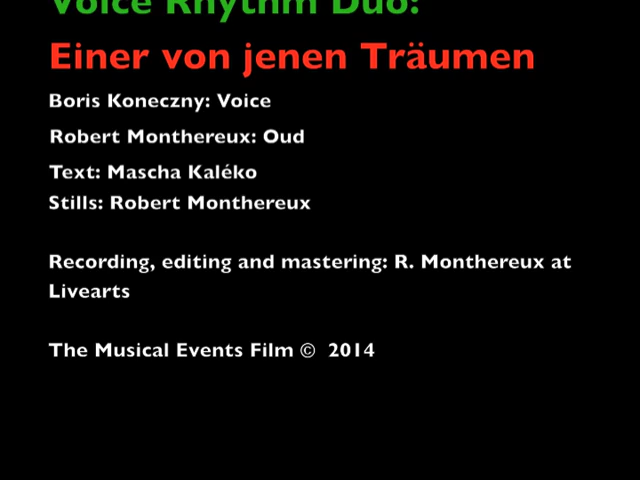 Voice Rhythm Duo:
Einer von jenen Träumen
Boris Koneczny: Voice
Robert Monthereux: Oud
Text: Mascha Kaléko
Stills: Robert Monthereux
Recording, editing and mastering: R. Monthereux at
Livearts
The Musical Events Film © 2014